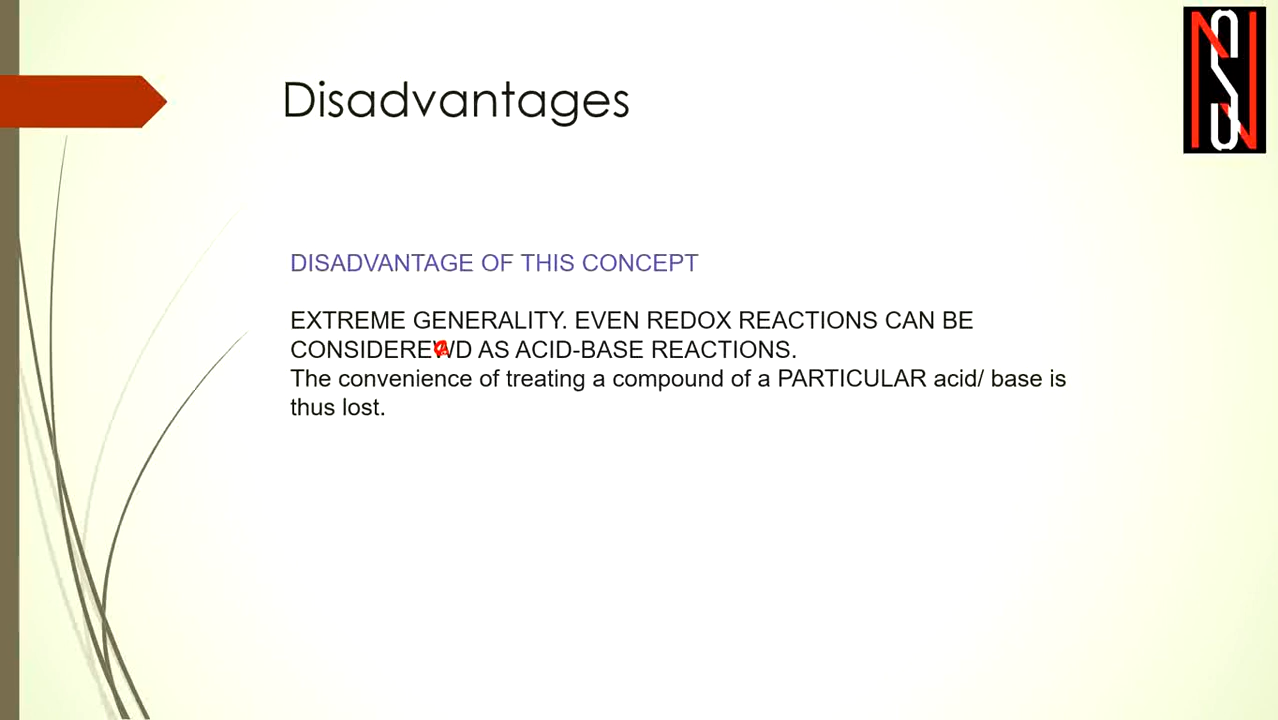 Disadvantages
DISADVANTAGE OF THIS CONCEPT
EXTREME GENERALITY. EVEN REDOX REACTIONS CAN BE
CONSIDEREWD AS ACID-BASE REACTIONS.
The convenience of treating a compound of a PARTICULAR acid/ base is
thus lost.